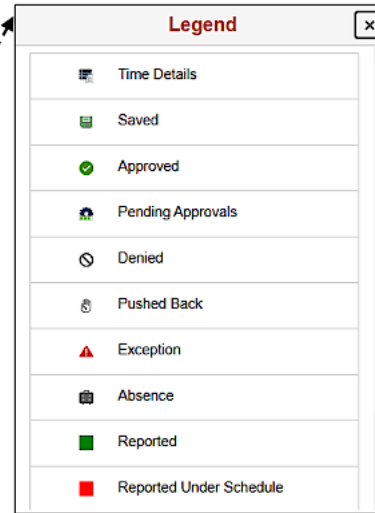 Legend
Time Details
Saved
Approved
Pending Approvals
Denied
Pushed Back
Exception
Absence
Reported
Reported Under Schedule